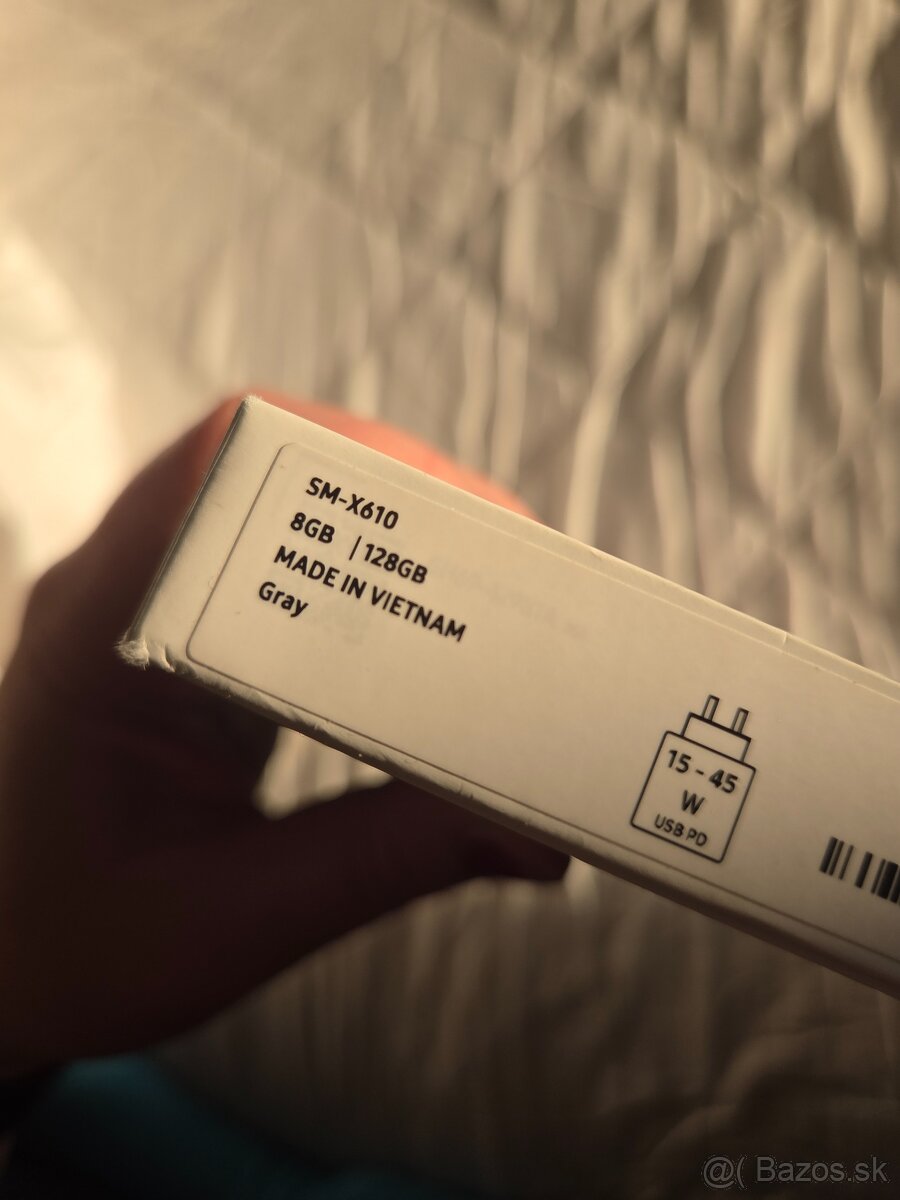 SM-X610
8GB | 128GB
MADE IN VIETNAM
Gray
15 - 45
W
USB PD
@( Bazos.sk